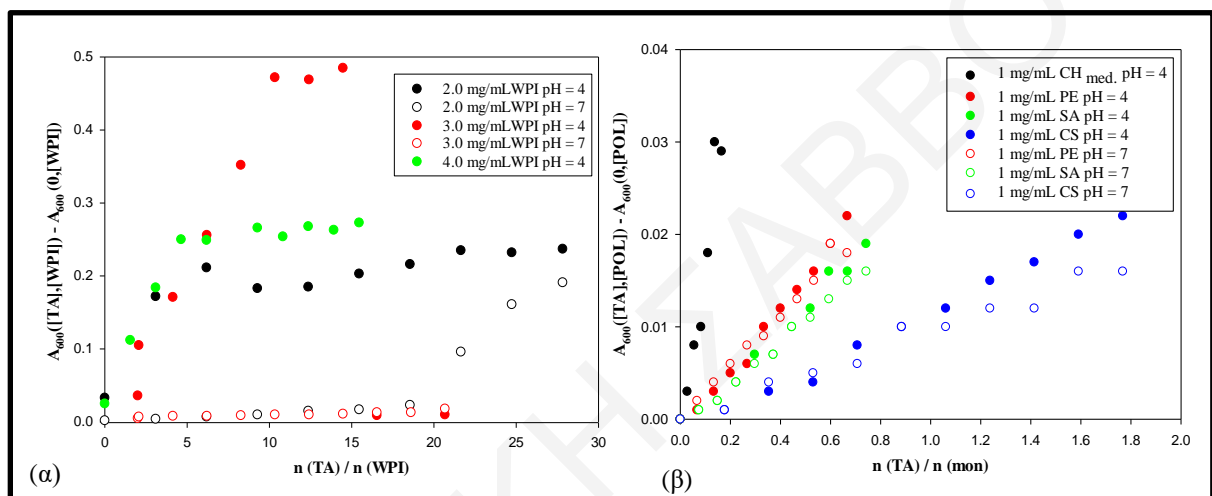 A600([TA],[WPI]) - A600(0,[WPI])
0.5
0.4
0.3
0.2
0.1
0.0
0 5 10 15 20 25 30
n (TA) / n (WPI)
2.0 mg/mLWPI pH = 4
2.0 mg/mLWPI pH = 7
3.0 mg/mLWPI pH = 4
3.0 mg/mLWPI pH = 7
4.0 mg/mLWPI pH = 4
(α)
A600([TA],[POL]) - A600(0,[POL])
0.04
0.03
0.02
0.01
0.00
0.0 0.2 0.4 0.6 0.8 1.0 1.2 1.4 1.6 1.8 2.0
n (TA) / n (mon)
1 mg/mL CH med. pH = 4
1 mg/mL PE pH = 4
1 mg/mL SA pH = 4
1 mg/mL CS pH = 4
1 mg/mL PE pH = 7
1 mg/mL SA pH = 7
1 mg/mL CS pH = 7
(β)